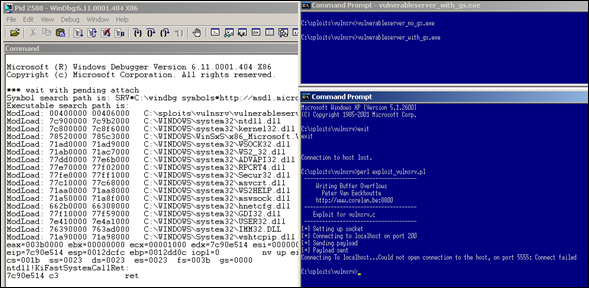 Pid 2580 - WinDbg:6.11.0001.404 X86
File Edit View Debug Window Help
Command
Microsoft (R) Windows Debugger Version 6.11.0001.404 X86
Copyright (c) Microsoft Corporation. All rights reserved.
*** wait with pending attach
Symbol search path is: SRV*C:\windbg symbols*http://msdl.micro
Executable search path is:
ModLoad: 00400000 00406000 C:\sploits\vulnsrv\vulnerableserver
ModLoad: 7c900000 7c9b2000 C:\WINDOWS\system32\ntdll.dll
ModLoad: 7c800000 7c8f6000 C:\WINDOWS\system32\kernel32.dll
ModLoad: 78520000 785c3000 C:\WINDOWS\WinSxS\x86_Microsoft.V
ModLoad: 71ad0000 71ad9000 C:\WINDOWS\system32\WSOCK32.dll
ModLoad: 71ab0000 71ac7000 C:\WINDOWS\system32\WS2_32.dll
ModLoad: 77dd0000 77e6b000 C:\WINDOWS\system32\ADVAPI32.dll
ModLoad: 77e70000 77f02000 C:\WINDOWS\system32\RPCRT4.dll
ModLoad: 77fe0000 77ff1000 C:\WINDOWS\system32\Secur32.dll
ModLoad: 77c10000 77c68000 C:\WINDOWS\system32\msvcrt.dll
ModLoad: 71aa0000 71aa8000 C:\WINDOWS\system32\WS2HELP.dll
ModLoad: 71a50000 71a8f000 C:\WINDOWS\system32\mswsock.dll
ModLoad: 662b0000 66308000 C:\WINDOWS\system32\hnetcfg.dll
ModLoad: 77f10000 77f59000 C:\WINDOWS\system32\GDI32.dll
ModLoad: 7e410000 7e4a1000 C:\WINDOWS\system32\USER32.dll
ModLoad: 76390000 763ad000 C:\WINDOWS\system32\IMM32.DLL
ModLoad: 71a90000 71a98000 C:\WINDOWS\System32\wshtcpip.dll
eax=003b0000 ebx=00000000 ecx=00001000 edx=7c90e514 esi=000000
eip=7c90e514 esp=0012dcfc ebp=0012dd0c iopl=0 nv up e
cs=001b ss=0023 ds=0023 es=0023 fs=003b gs=0000
ntdll!KiFastSystemCallRet:
7c90e514 c3 ret
Command Prompt - vulnerableserver_with_gs.exe
C:\sploits\vulnsrv>vulnerableserver_no_gs.exe
C:\sploits\vulnsrv>vulnerableserver_with_gs.exe
Command Prompt
Microsoft Windows XP [Version 5.1.2600]
(C) Copyright 1985-2001 Microsoft Corp.
C:\sploits\vulnsrv>exit
exit
Connection to host lost.
C:\sploits\vulnsrv>perl exploit_vulnsrv.pl
Writing Buffer Overflows
Peter Van Eeckhoutte
http://www.corelan.be:8800
Exploit for vulnsrv.c
[+] Setting up socket
[+] Connecting to localhost on port 200
[+] Sending payload
[+] Payload sent
Connecting To localhost...Could not open connection to the host, on port 5555: Connect failed
C:\sploits\vulnsrv>_